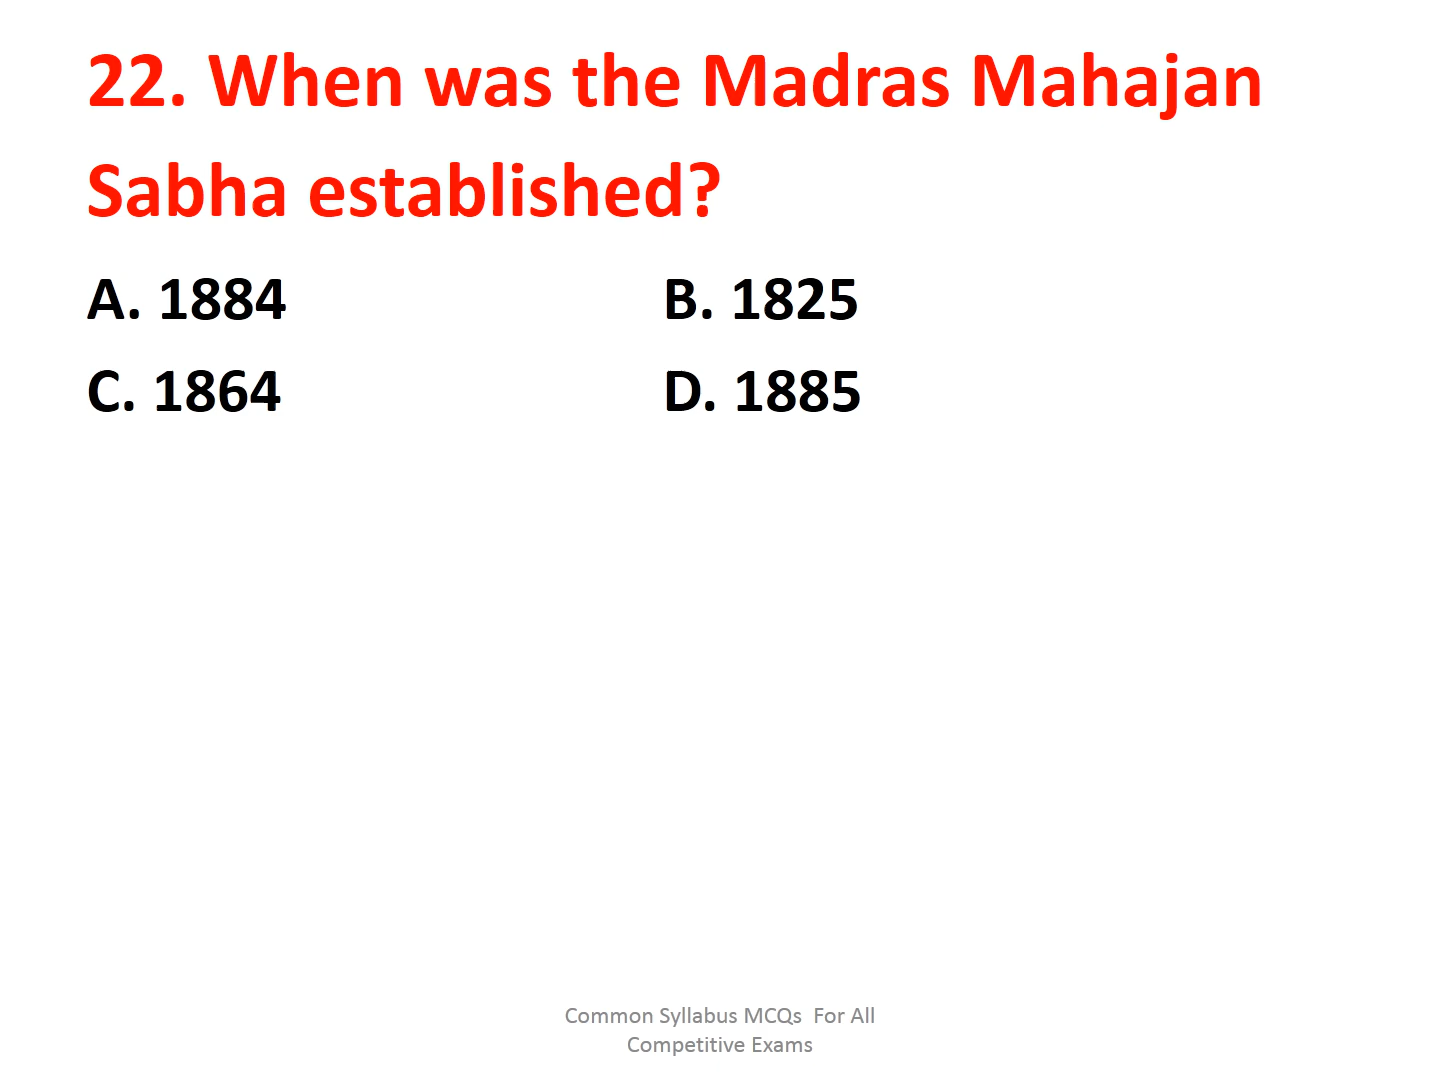 22. When was the Madras Mahajan
Sabha established?
A. 1884 B. 1825
C. 1864 D. 1885
Common Syllabus MCQs For All
Competitive Exams